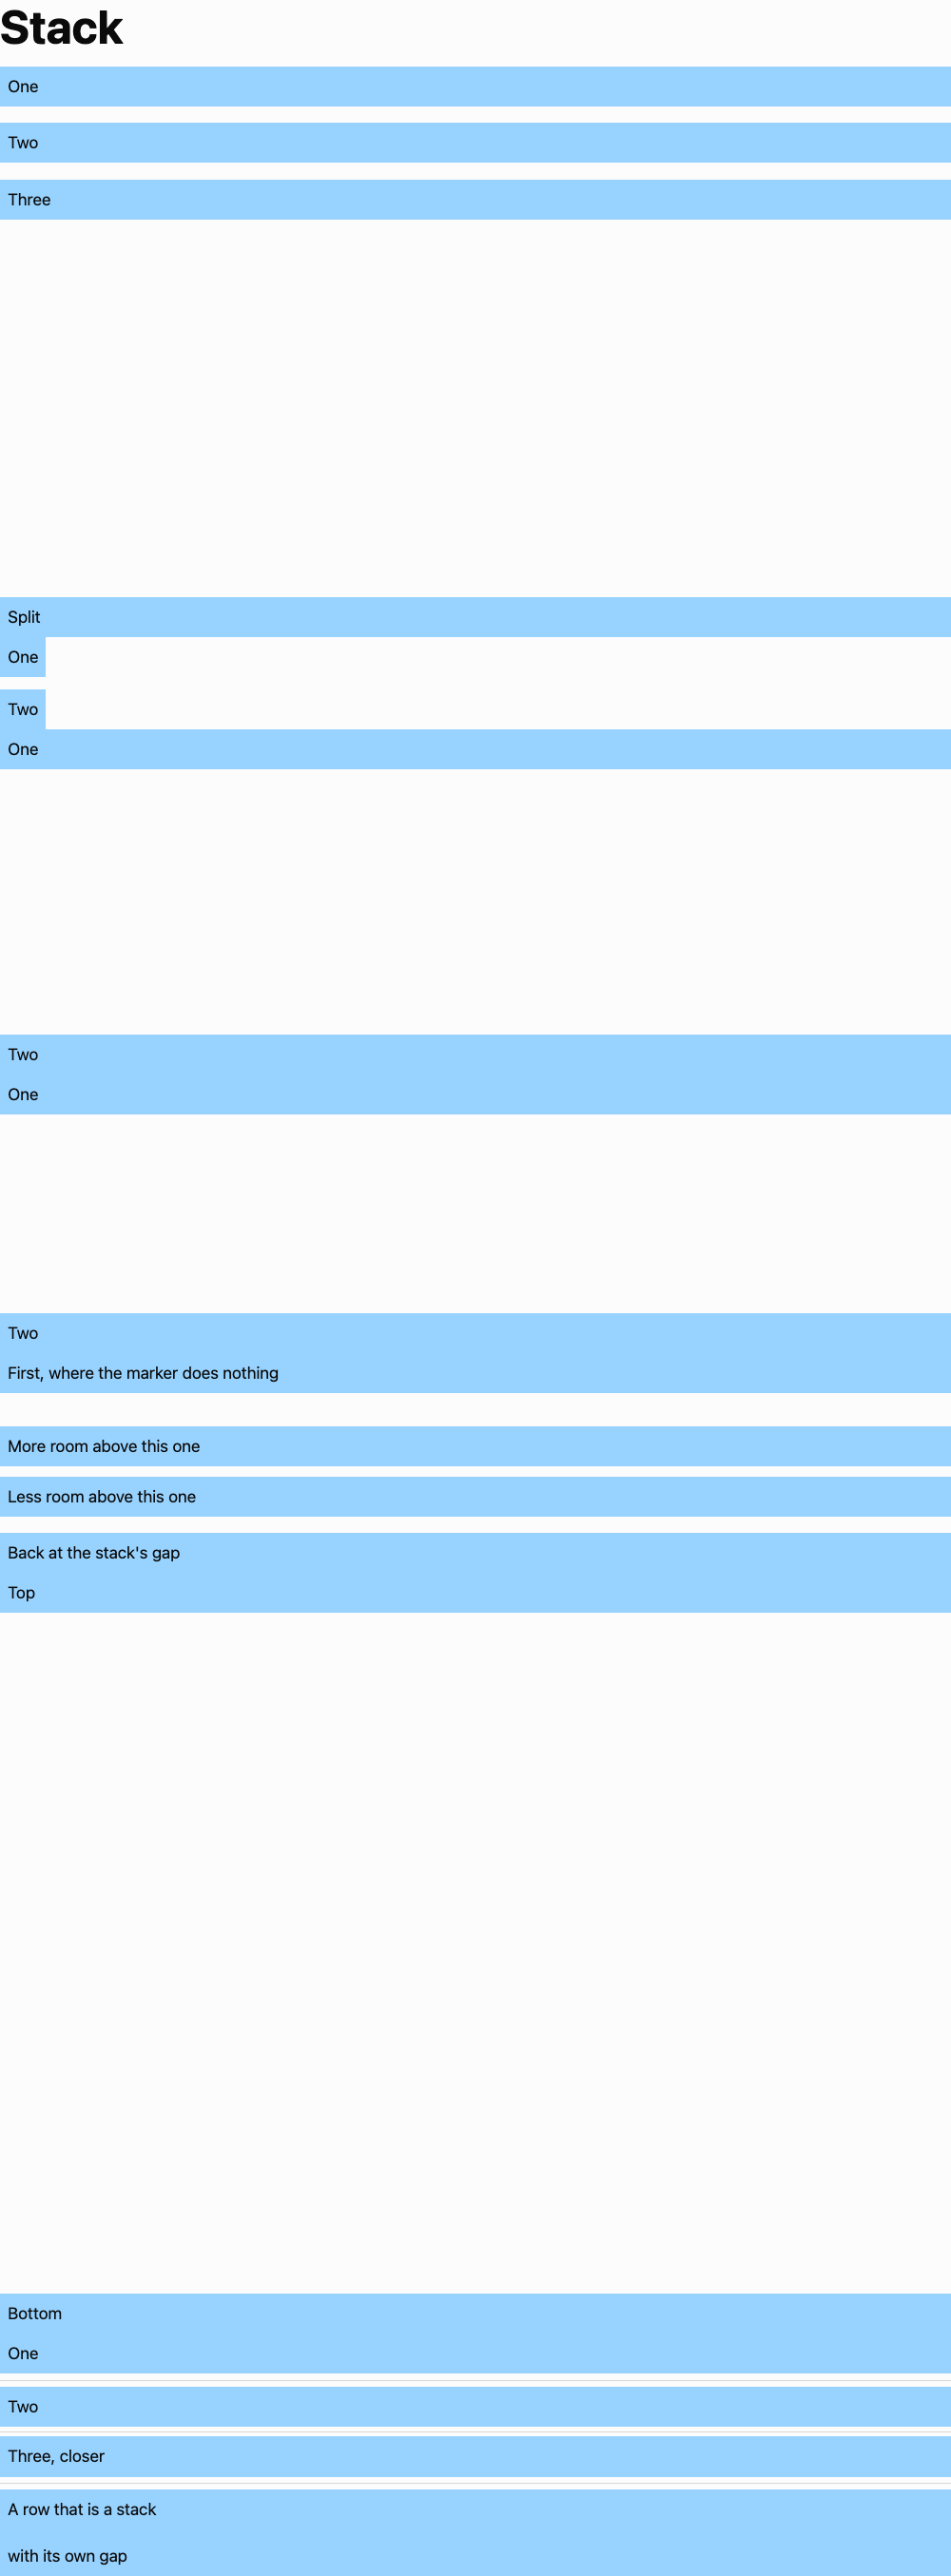 Stack
One
Two
Three
Split
One
Two
One
Two
One
Two
First, where the marker does nothing
More room above this one
Less room above this one
Back at the stack's gap
Top
Bottom
One
Two
Three, closer
A row that is a stack
with its own gap